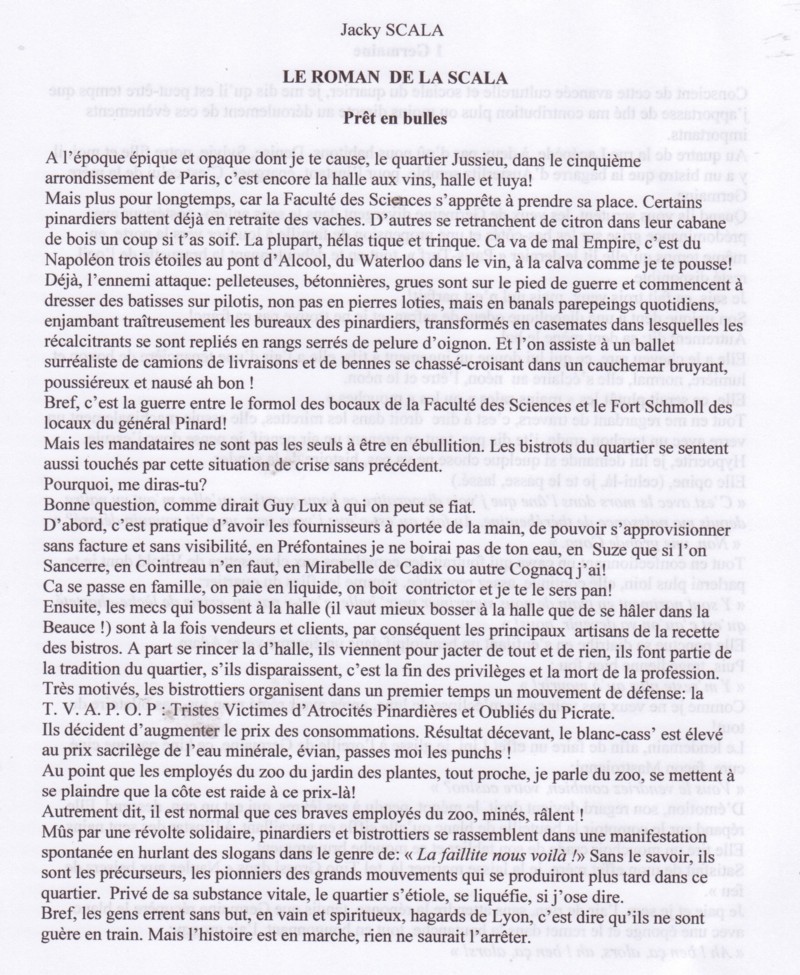 Jacky SCALA
LE ROMAN DE LA SCALA
Prêt en bulles
A l'époque épique et opaque dont je te cause, le quartier Jussieu, dans le cinquième
arrondissement de Paris, c'est encore la halle aux vins, halle et luya!
Mais plus pour longtemps, car la Faculté des Sciences s'apprête à prendre sa place. Certains
pinardiers battent déjà en retraite des vaches. D'autres se retranchent de citron dans leur cabane
de bois un coup si t'as soif. La plupart, hélas tique et trinque. Ca va de mal Empire, c'est du
Napoléon trois étoiles au pont d'Alcool, du Waterloo dans le vin, à la calva comme je te pousse!
Déjà, l'ennemi attaque: pelleteuses, bétonnières, grues sont sur le pied de guerre et commencent à
dresser des batisses sur pilotis, non pas en pierres loties, mais en banals parepeings quotidiens,
enjambant traîtreusement les bureaux des pinardiers, transformés en casemates dans lesquelles les
récalcitrants se sont repliés en rangs serrés de pelure d'oignon. Et l'on assiste à un ballet
surréaliste de camions de livraisons et de bennes se chassé-croisant dans un cauchemar bruyant,
poussiéreux et nausé ah bon !
Bref, c'est la guerre entre le formol des bocaux de la Faculté des Sciences et le Fort Schmoll des
locaux du général Pinard!
Mais les mandataires ne sont pas les seuls à être en ébullition. Les bistrots du quartier se sentent
aussi touchés par cette situation de crise sans précédent.
Pourquoi, me diras-tu?
Bonne question, comme dirait Guy Lux à qui on peut se fiat.
D'abord, c'est pratique d'avoir les fournisseurs à portée de la main, de pouvoir s'approvisionner
sans facture et sans visibilité, en Préfontaines je ne boirai pas de ton eau, en Suze que si l'on
Sancerre, en Cointreau n'en faut, en Mirabelle de Cadix ou autre Cognac q j'ai!
Ca se passe en famille, on paie en liquide, on boit contrictor et je te le sers pan!
Ensuite, les mecs qui bossent à la halle (il vaut mieux bosser à la halle que de se hâler dans la
Beauce !) sont à la fois vendeurs et clients, par conséquent les principaux artisans de la recette
des bistros. A part se rincer la d'halle, ils viennent pour jacter de tout et de rien, ils font partie de
la tradition du quartier, s'ils disparaissent, c'est la fin des privilèges et la mort de la profession.
Très motivés, les bistrottiers organisent dans un premier temps un mouvement de défense: la
T. V. A. P. O. P : Tristes Victimes d'Atrocités Pinardières et Oubliés du Picrate.
Ils décident d'augmenter le prix des consommations. Résultat décevant, le blanc-cass' est élevé
au prix sacrilège de l'eau minérale, évian, passes moi les punchs !
Au point que les employés du zoo du jardin des plantes, tout proche, je parle du zoo, se mettent à
se plaindre que la côte est raide à ce prix-là!
Autrement dit, il est normal que ces braves employés du zoo, minés, râlent !
Mûs par une révolte solidaire, pinardiers et bistrottiers se rassemblent dans une manifestation
spontanée en hurlant des slogans dans le genre de: « La faillite nous voilà !» Sans le savoir, ils
sont les précurseurs, les pionniers des grands mouvements qui se produiront plus tard dans ce
quartier. Privé de sa substance vitale, le quartier s'étiole, se liquéfie, si j'ose dire.
Bref, les gens errent sans but, en vain et spiritueux, hagards de Lyon, c'est dire qu'ils ne sont
guère en train. Mais l'histoire est en marche, rien ne saurait l'arrêter.